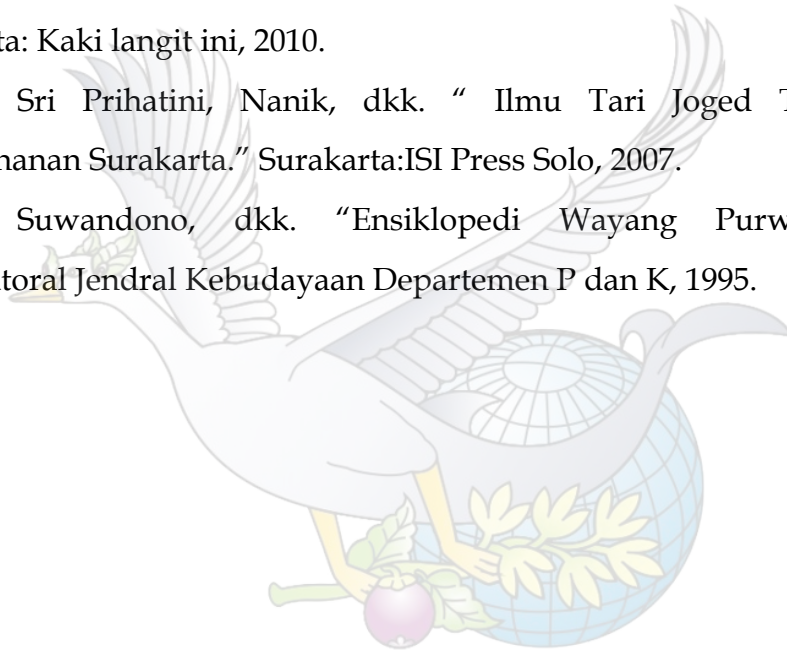 ta: Kaki langit ini, 2010.
Sri Prihatini, Nanik, dkk. “ Ilmu Tari Joged T
anan Surakarta.” Surakarta:ISI Press Solo, 2007.
Suwandono, dkk. “Ensiklopedi Wayang Purw
toral Jendral Kebudayaan Departemen P dan K, 1995.